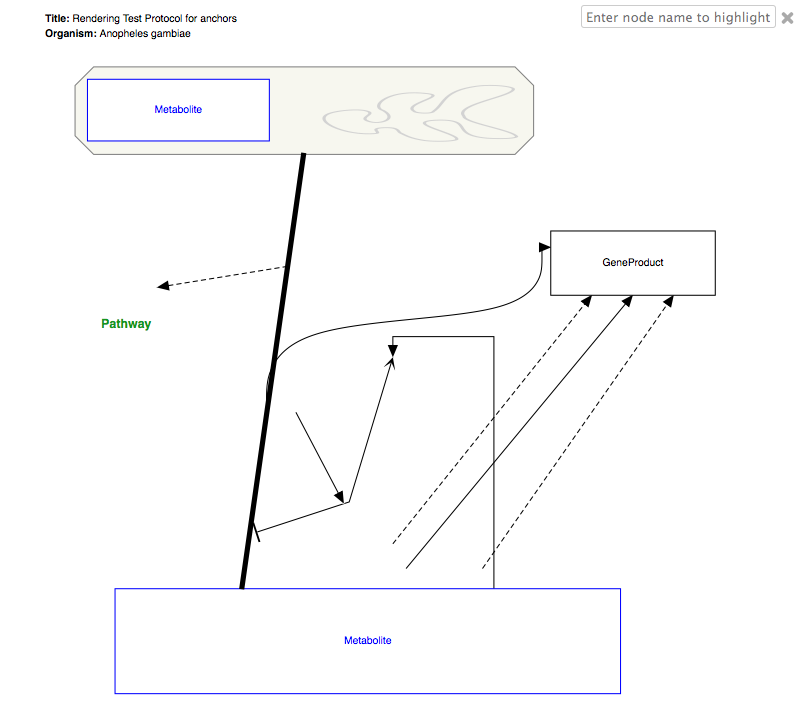 Title: Rendering Test Protocol for anchors
Organism: Anopheles gambiae
Enter node name to highlight
Metabolite
GeneProduct
Pathway
Metabolite